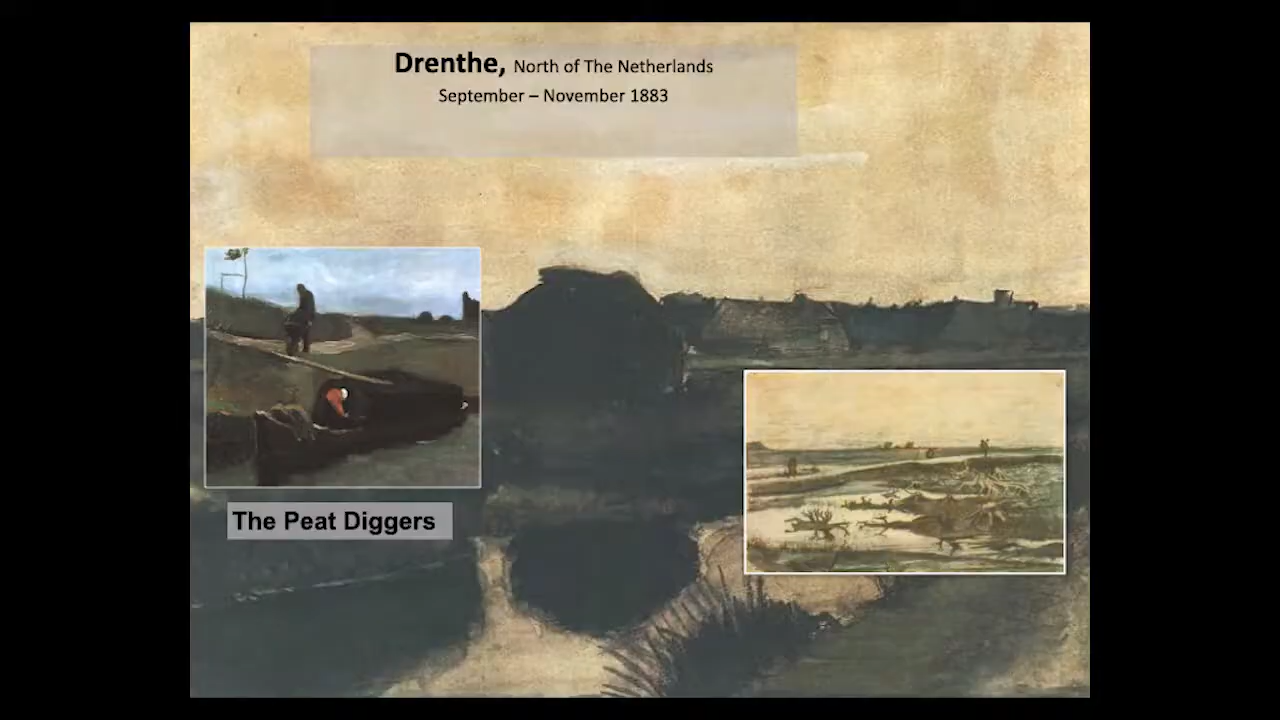 Drenthe, North of The Netherlands
September – November 1883
The Peat Diggers